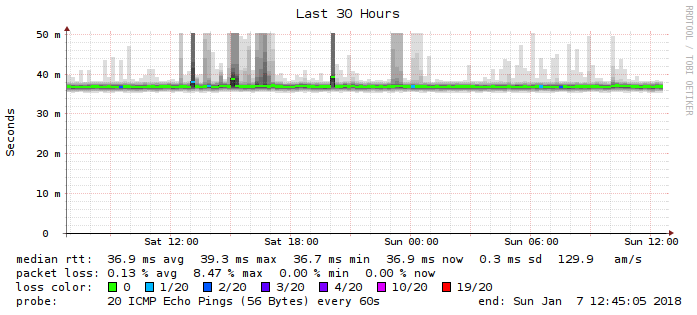 Last 30 Hours
RRDTOOL / TOBI OETIKER
Seconds
50 m
40 m
30 m
20 m
10 m
0
Sat 12:00 Sat 18:00 Sun 00:00 Sun 06:00 Sun 12:00
median rtt: 36.9 ms avg 39.3 ms max 36.7 ms min 36.9 ms now 0.3 ms sd 129.9 am/s
packet loss: 0.13 % avg 8.47 % max 0.00 % min 0.00 % now
loss color: 0 1/20 2/20 3/20 4/20 10/20 19/20
probe: 20 ICMP Echo Pings (56 Bytes) every 60s end: Sun Jan 7 12:45:05 2018